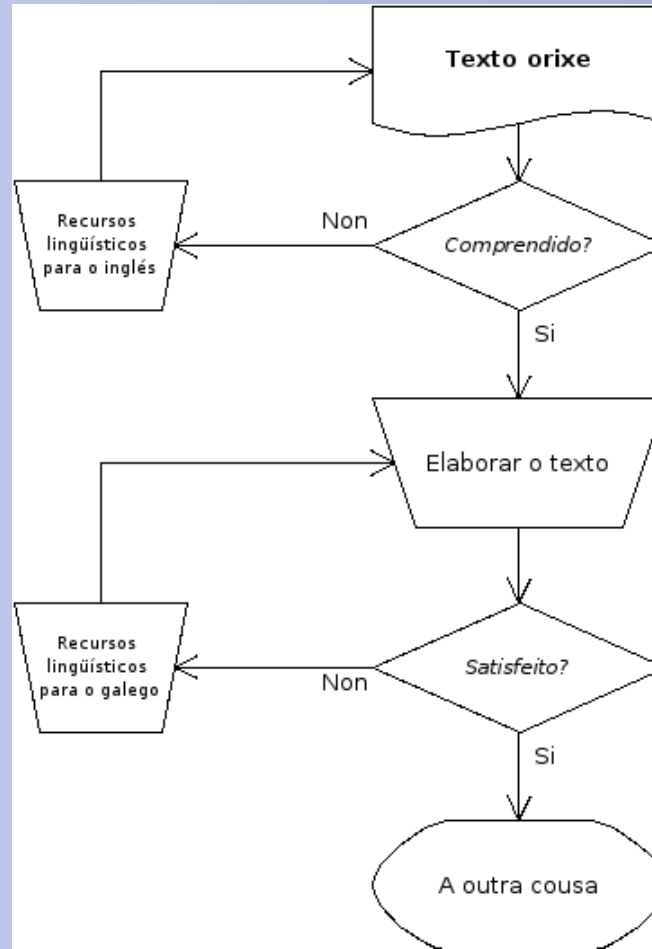 Texto orixe
Non
Recursos
lingüísticos
para o inglés
Comprendido?
Si
Elaborar o texto
Recursos
lingüísticos
para o galego
Non
Satisfeito?
Si
A outra cousa